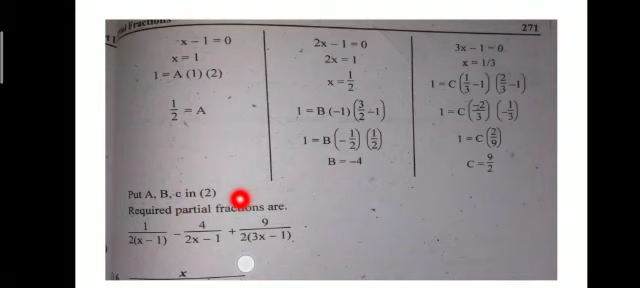 ial Fractions 271
x − 1 = 0
x = 1
1 = A (1) (2)
1/2 = A
2x − 1 = 0
2x = 1
x = 1/2
1 = B (−1) (3/2 −1)
1 = B (−1/2) (1/2)
B = −4
3x − 1 = 0
x = 1/3
1 = C (1/3 −1) (2/3 −1)
1 = C (−2/3) (−1/3)
1 = C (2/9)
C = 9/2
Put A, B, c in (2)
Required partial fractions are.
1/2(x − 1) − 4/2x − 1 + 9/2(3x − 1)
x